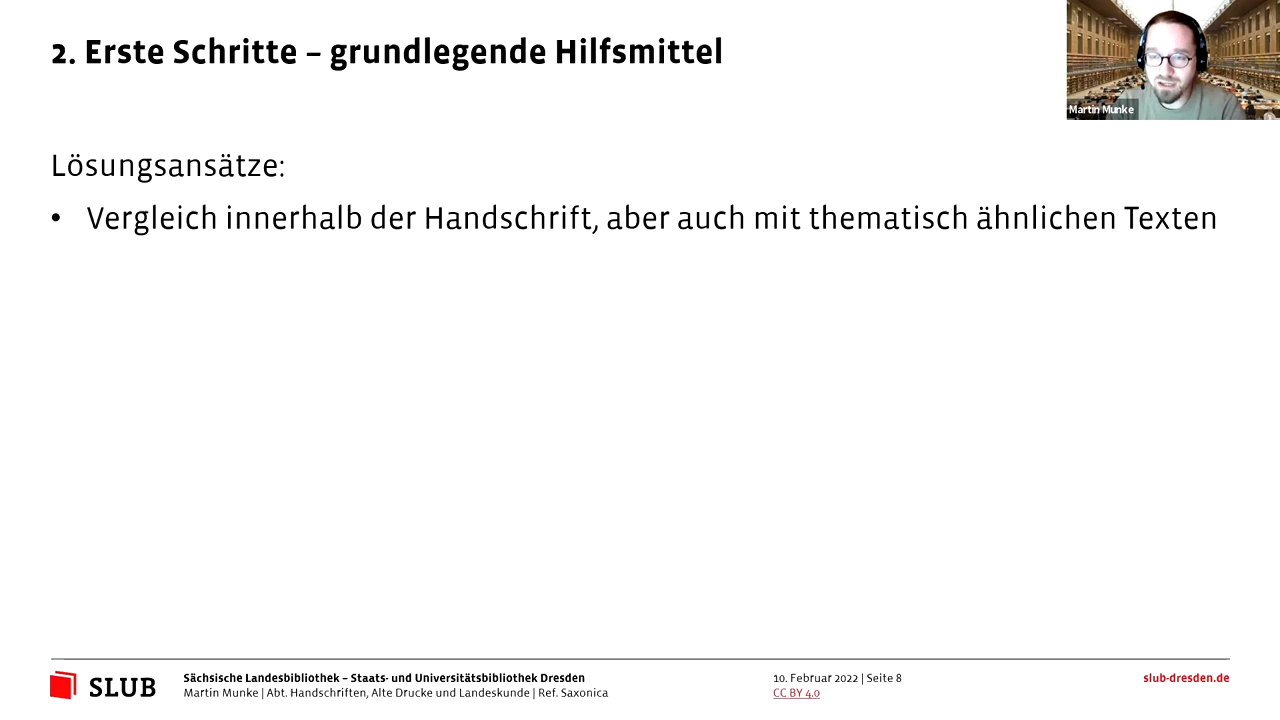 2. Erste Schritte – grundlegende Hilfsmittel
Martin Munke
Lösungsansätze:
• Vergleich innerhalb der Handschrift, aber auch mit thematisch ähnlichen Texten
SLUB
Sächsische Landesbibliothek – Staats- und Universitätsbibliothek Dresden
Martin Munke | Abt. Handschriften, Alte Drucke und Landeskunde | Ref. Saxonica
10. Februar 2022 | Seite 8
CC BY 4.0
slub-dresden.de